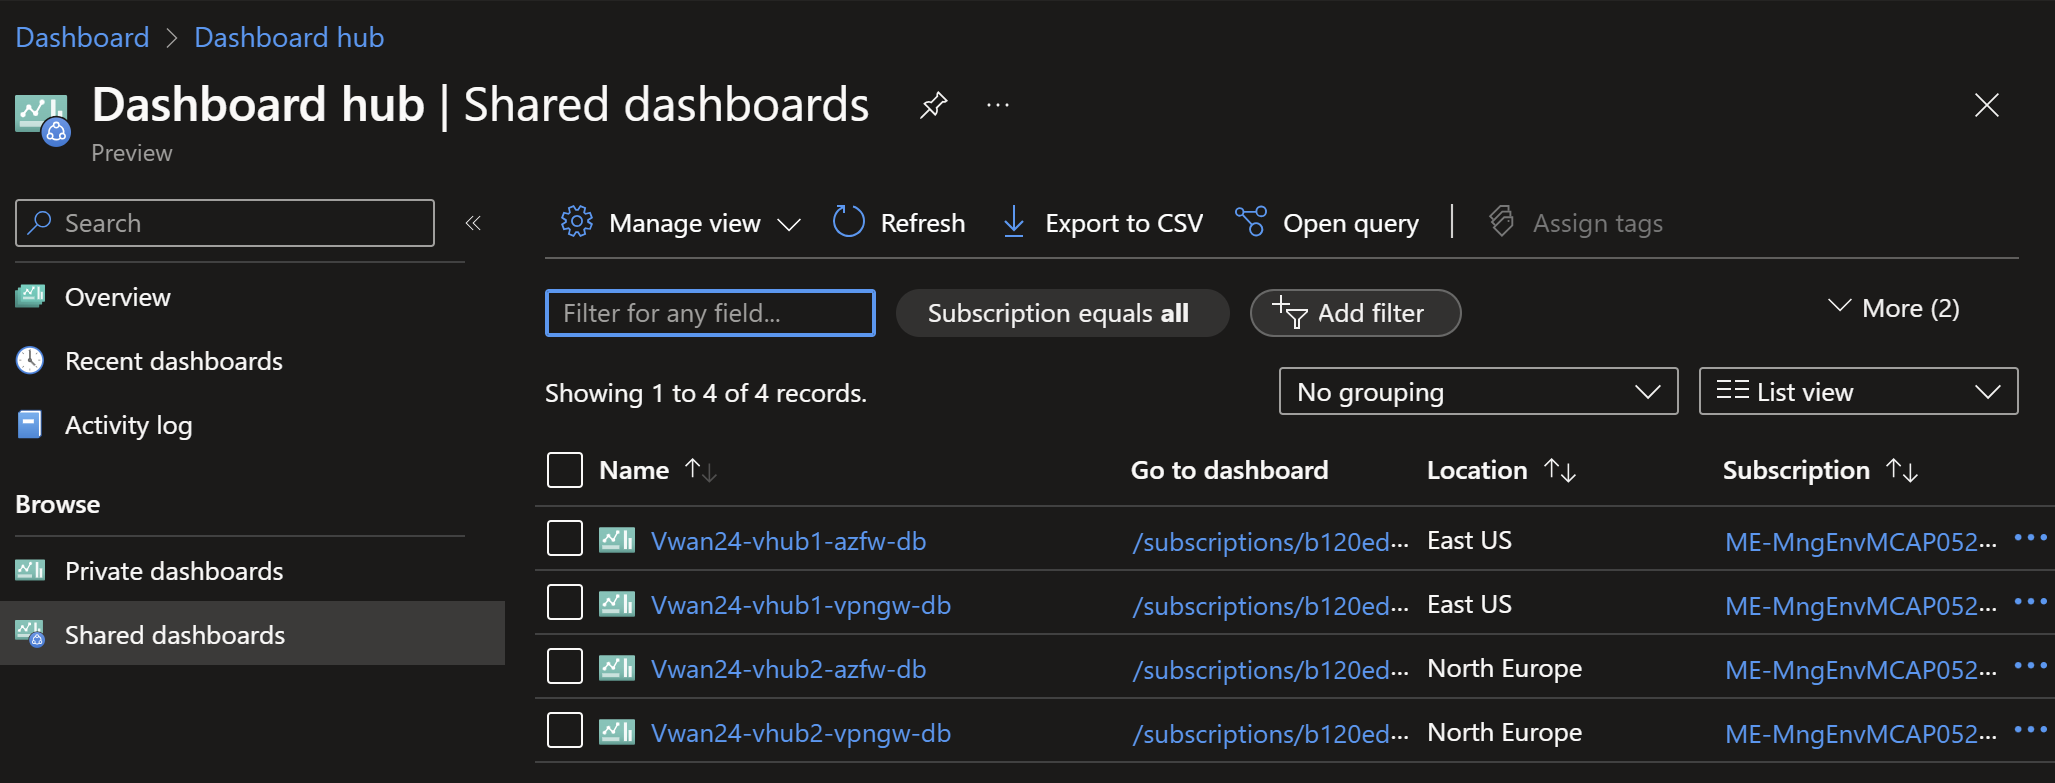 Dashboard > Dashboard hub
Dashboard hub | Shared dashboards ...
Preview
Search «
Overview
Recent dashboards
Activity log
Browse
Private dashboards
Shared dashboards
Manage view Refresh Export to CSV Open query | Assign tags
Filter for any field... Subscription equals all Add filter More (2)
Showing 1 to 4 of 4 records. No grouping List view
Name ↑↓ Go to dashboard Location ↑↓ Subscription ↑↓
Vwan24-vhub1-azfw-db /subscriptions/b120ed... East US ME-MngEnvMCAP052... ...
Vwan24-vhub1-vpngw-db /subscriptions/b120ed... East US ME-MngEnvMCAP052... ...
Vwan24-vhub2-azfw-db /subscriptions/b120ed... North Europe ME-MngEnvMCAP052... ...
Vwan24-vhub2-vpngw-db /subscriptions/b120ed... North Europe ME-MngEnvMCAP052... ...